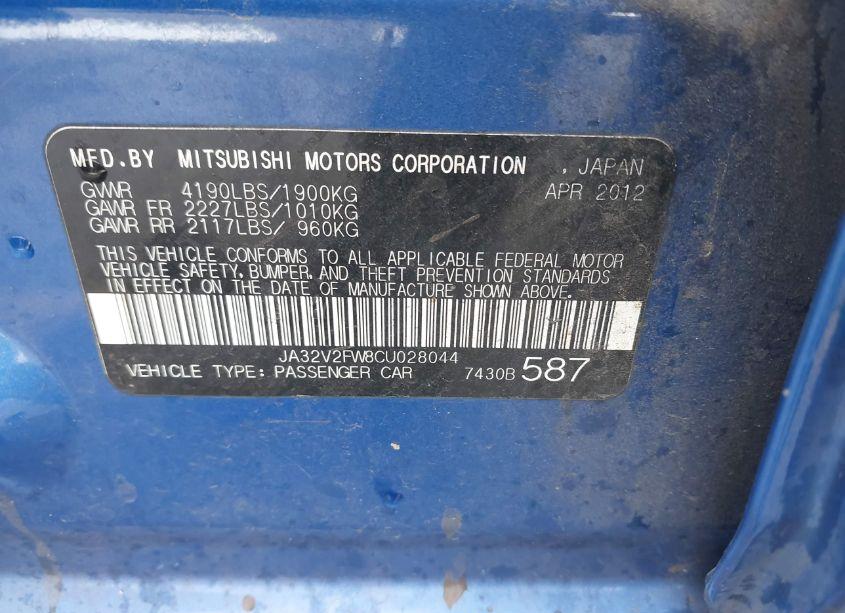 MFD.BY MITSUBISHI MOTORS CORPORATION , JAPAN
GVWR 4190LBS/1900KG APR 2012
GAWR FR 2227LBS/1010KG
GAWR RR 2117LBS/ 960KG
THIS VEHICLE CONFORMS TO ALL APPLICABLE FEDERAL MOTOR
VEHICLE SAFETY, BUMPER, AND THEFT PREVENTION STANDARDS
IN EFFECT ON THE DATE OF MANUFACTURE SHOWN ABOVE.
JA32V2FW8CU028044
VEHICLE TYPE: PASSENGER CAR 7430B 587